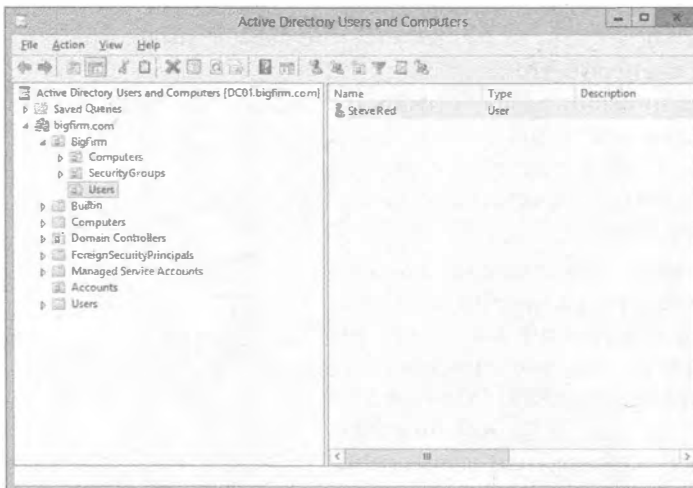 Active Directory Users and Computers
File Action View Help
Active Directory Users and Computers [DC01.bigfirm.com]
Saved Queries
bigfirm.com
Bigfirm
Computers
SecurityGroups
Users
Builtin
Computers
Domain Controllers
ForeignSecurityPrincipals
Managed Service Accounts
Accounts
Users
Name Type Description
SteveRed User